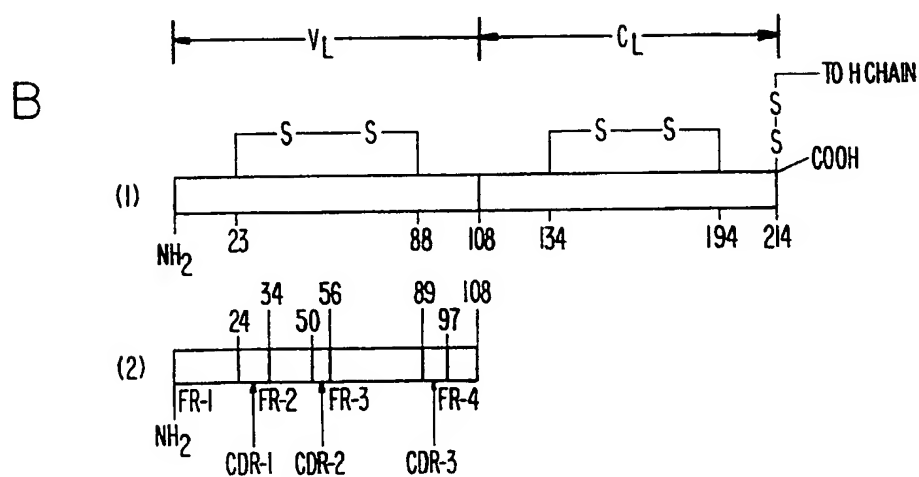 V_L C_L
B
TO H CHAIN
S
S S S S
S
COOH
(1)
NH2
23 88 108 134 194 214
34 56 89 108
24 50 97
(2)
FR-1 FR-2 FR-3 FR-4
NH2
CDR-1 CDR-2 CDR-3